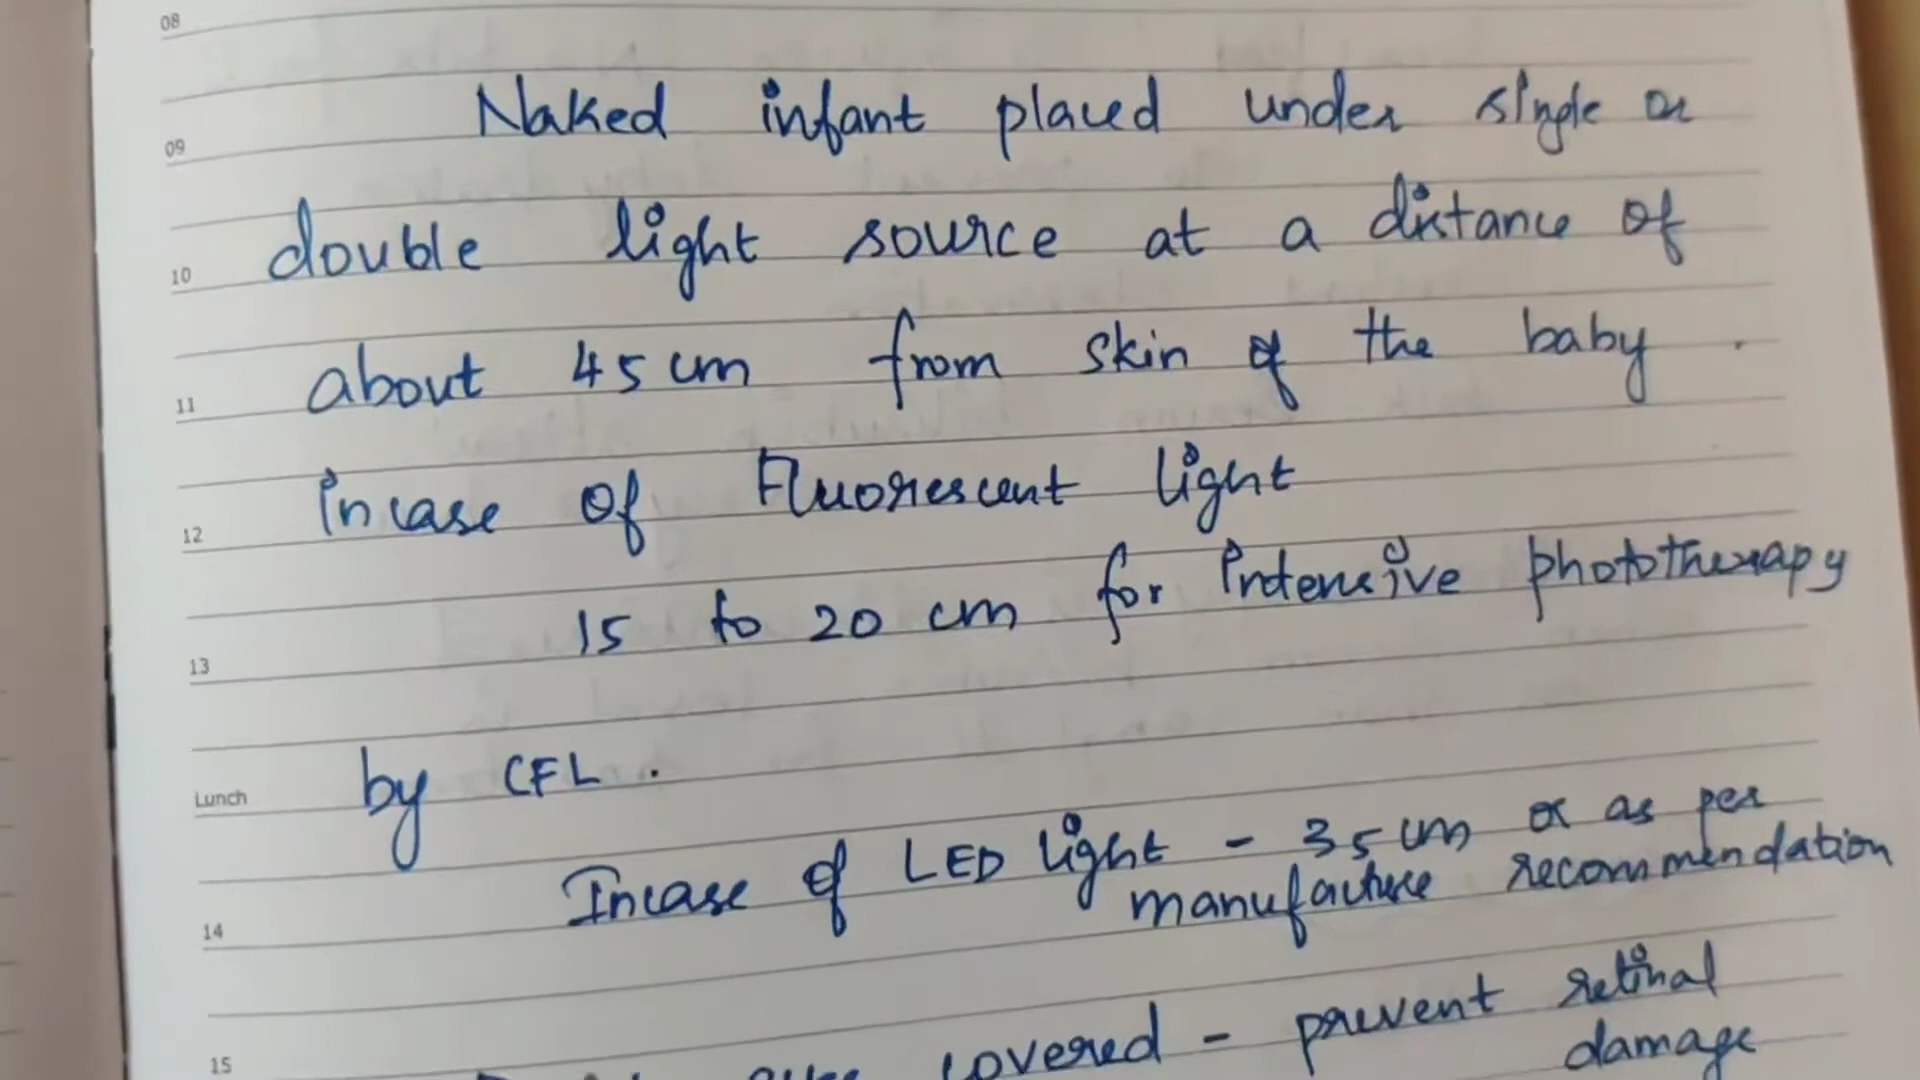 08
Naked infant placed under single or
09
double light source at a distance of
10
about 45 cm from skin of the baby.
11
incase of Fluorescent light
12
15 to 20 cm for intensive phototherapy
13
by CFL.
Lunch
Incase of LED light - 35 cm or as per
manufacture recommendation
14
covered - prevent retinal
damage
15